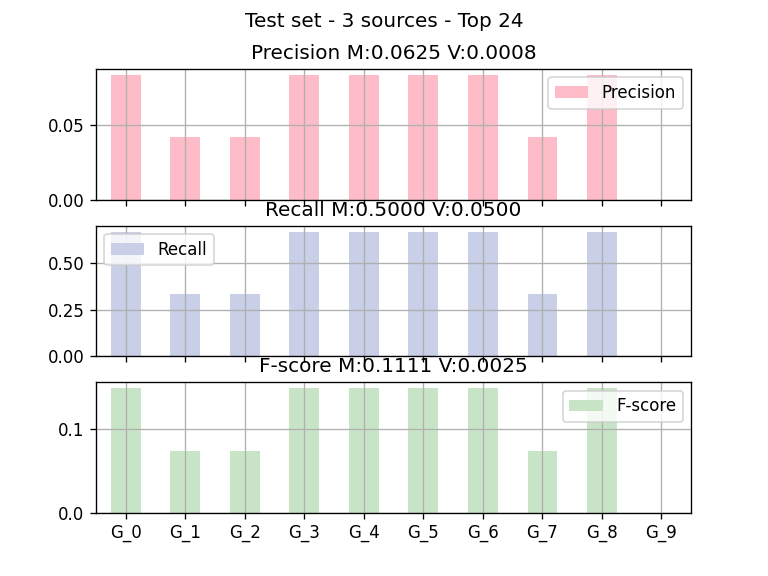 Test set - 3 sources - Top 24
Precision M:0.0625 V:0.0008
Precision
0.05
0.00
Recall M:0.5000 V:0.0500
Recall
0.50
0.25
0.00
F-score M:0.1111 V:0.0025
F-score
0.1
0.0
G_0 G_1 G_2 G_3 G_4 G_5 G_6 G_7 G_8 G_9